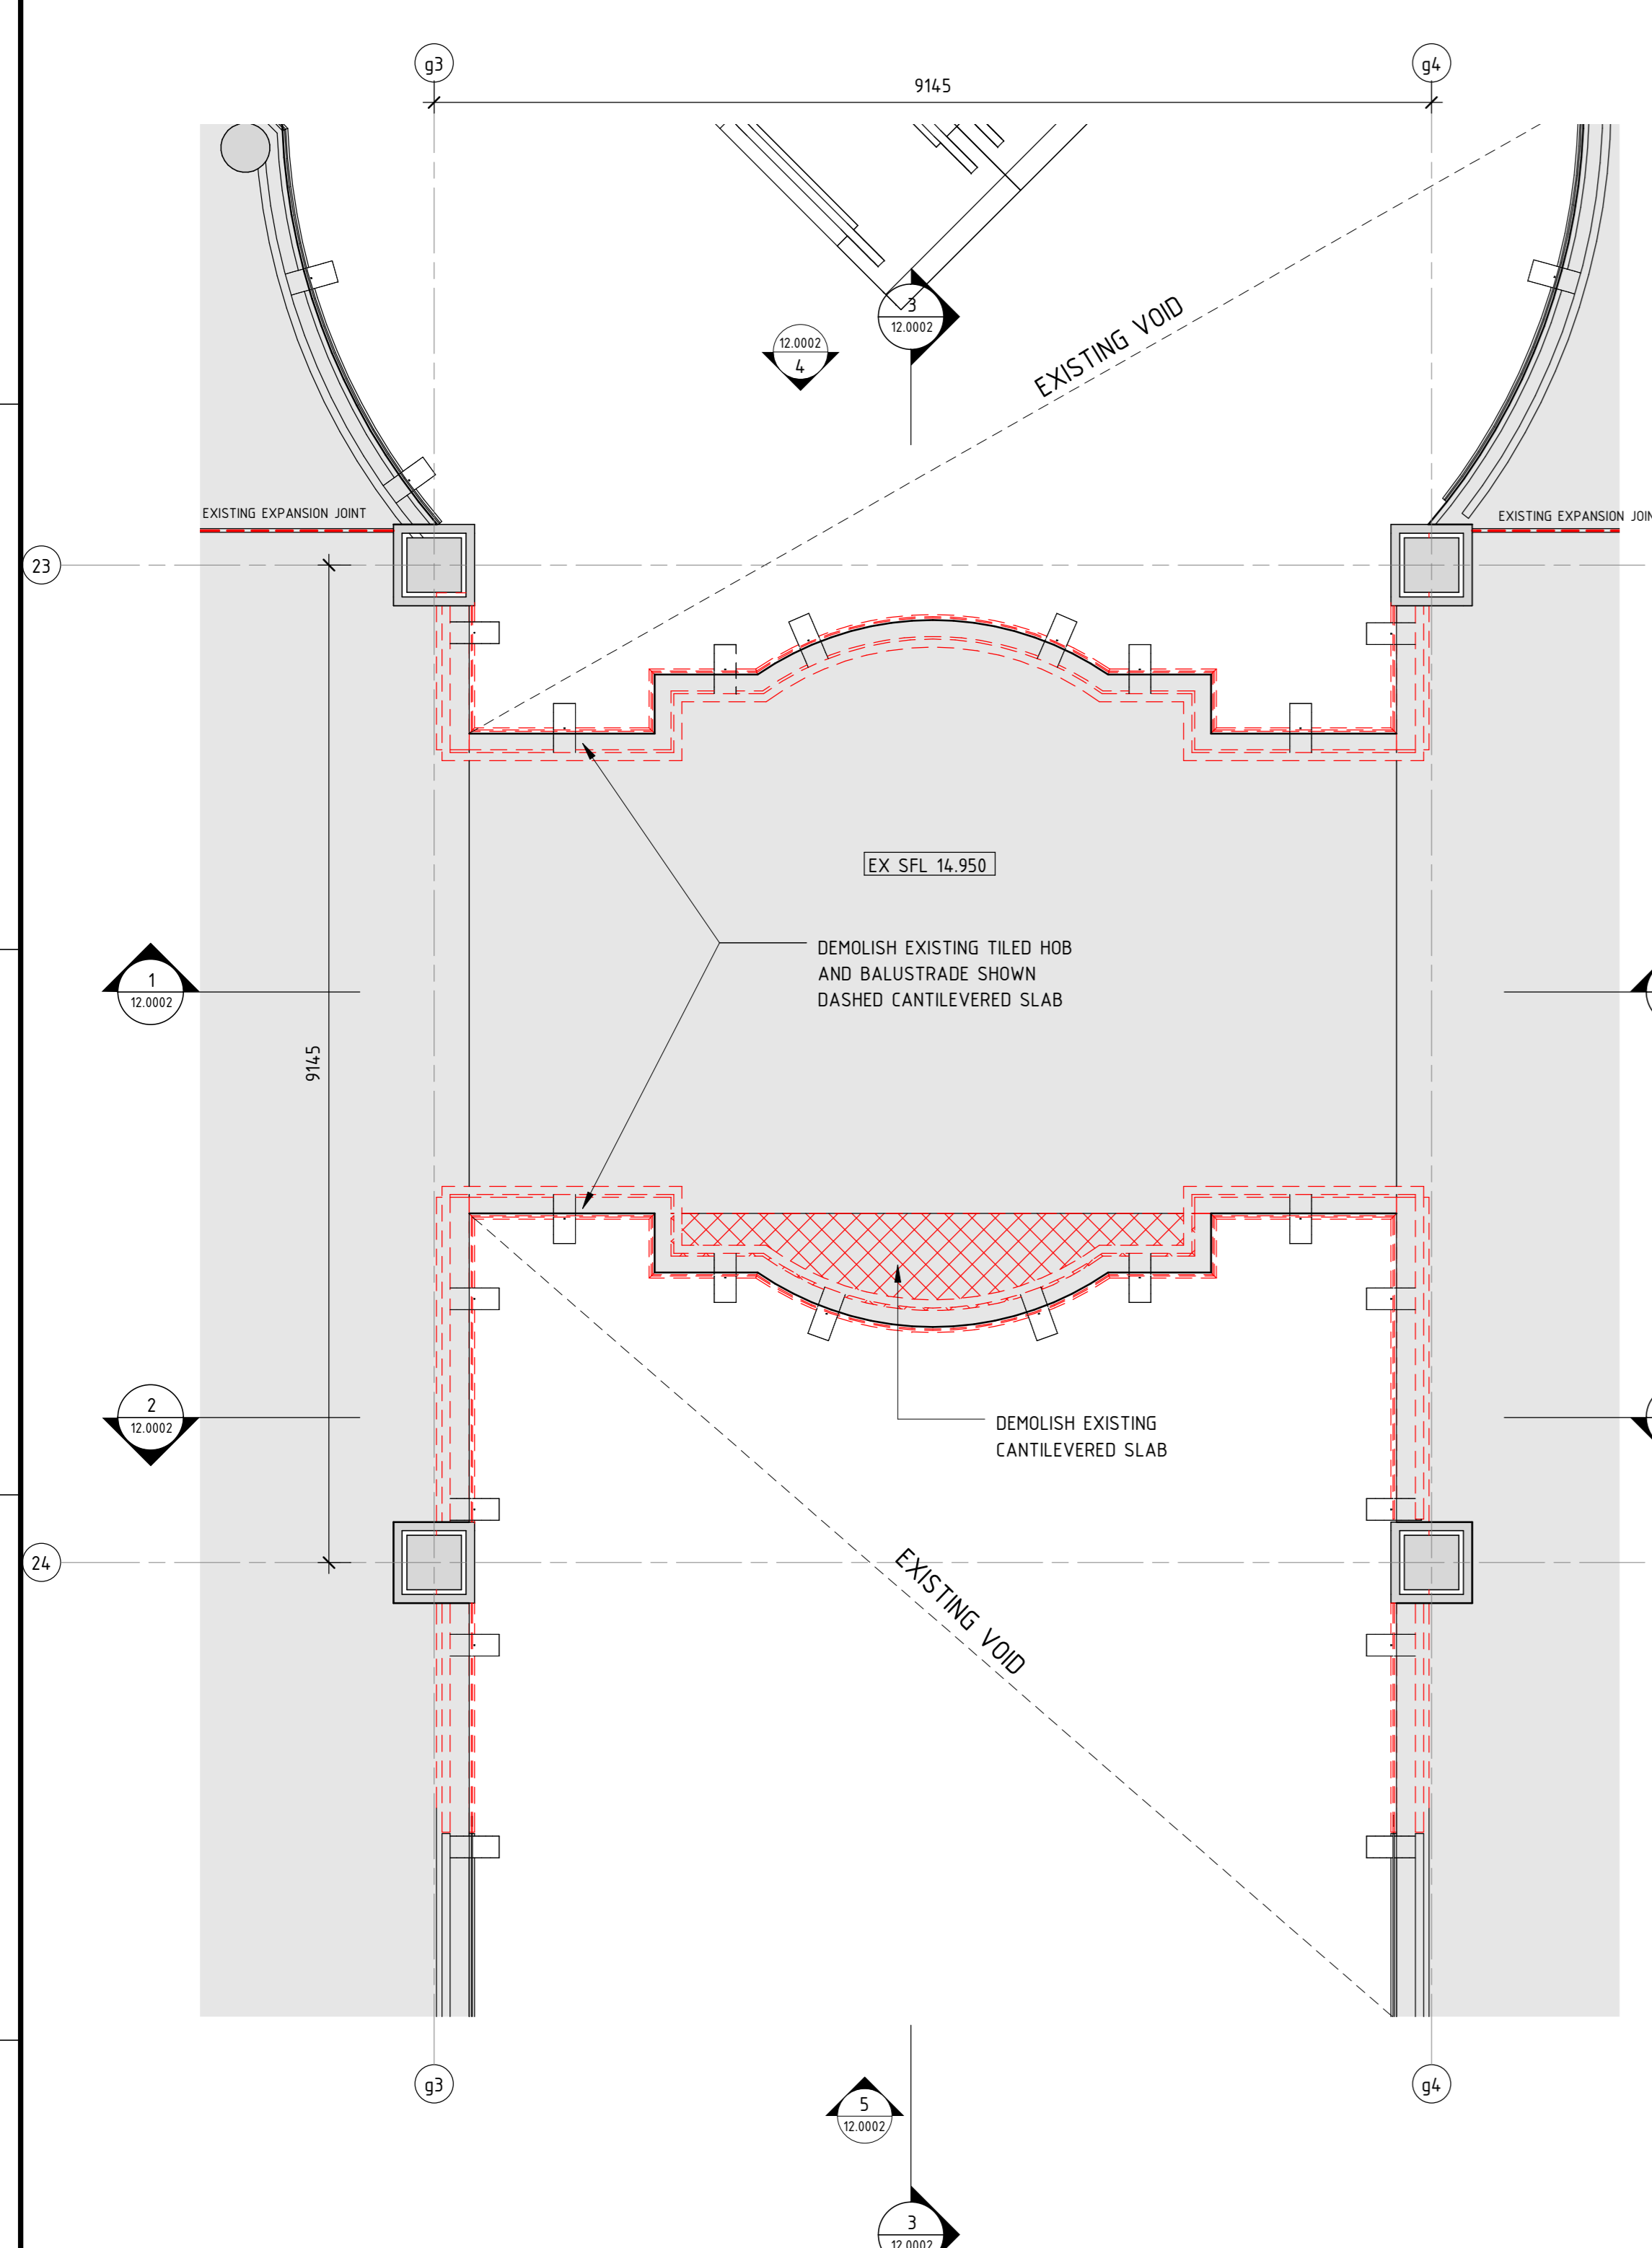 g3
g4
9145
3
12.0002
12.0002
4
EXISTING VOID
EXISTING EXPANSION JOINT
EXISTING EXPANSION JOIN
23
EX SFL 14.950
DEMOLISH EXISTING TILED HOB
AND BALUSTRADE SHOWN
DASHED CANTILEVERED SLAB
1
12.0002
9145
2
12.0002
DEMOLISH EXISTING
CANTILEVERED SLAB
24
EXISTING VOID
g3
g4
5
12.0002
3
12.0002